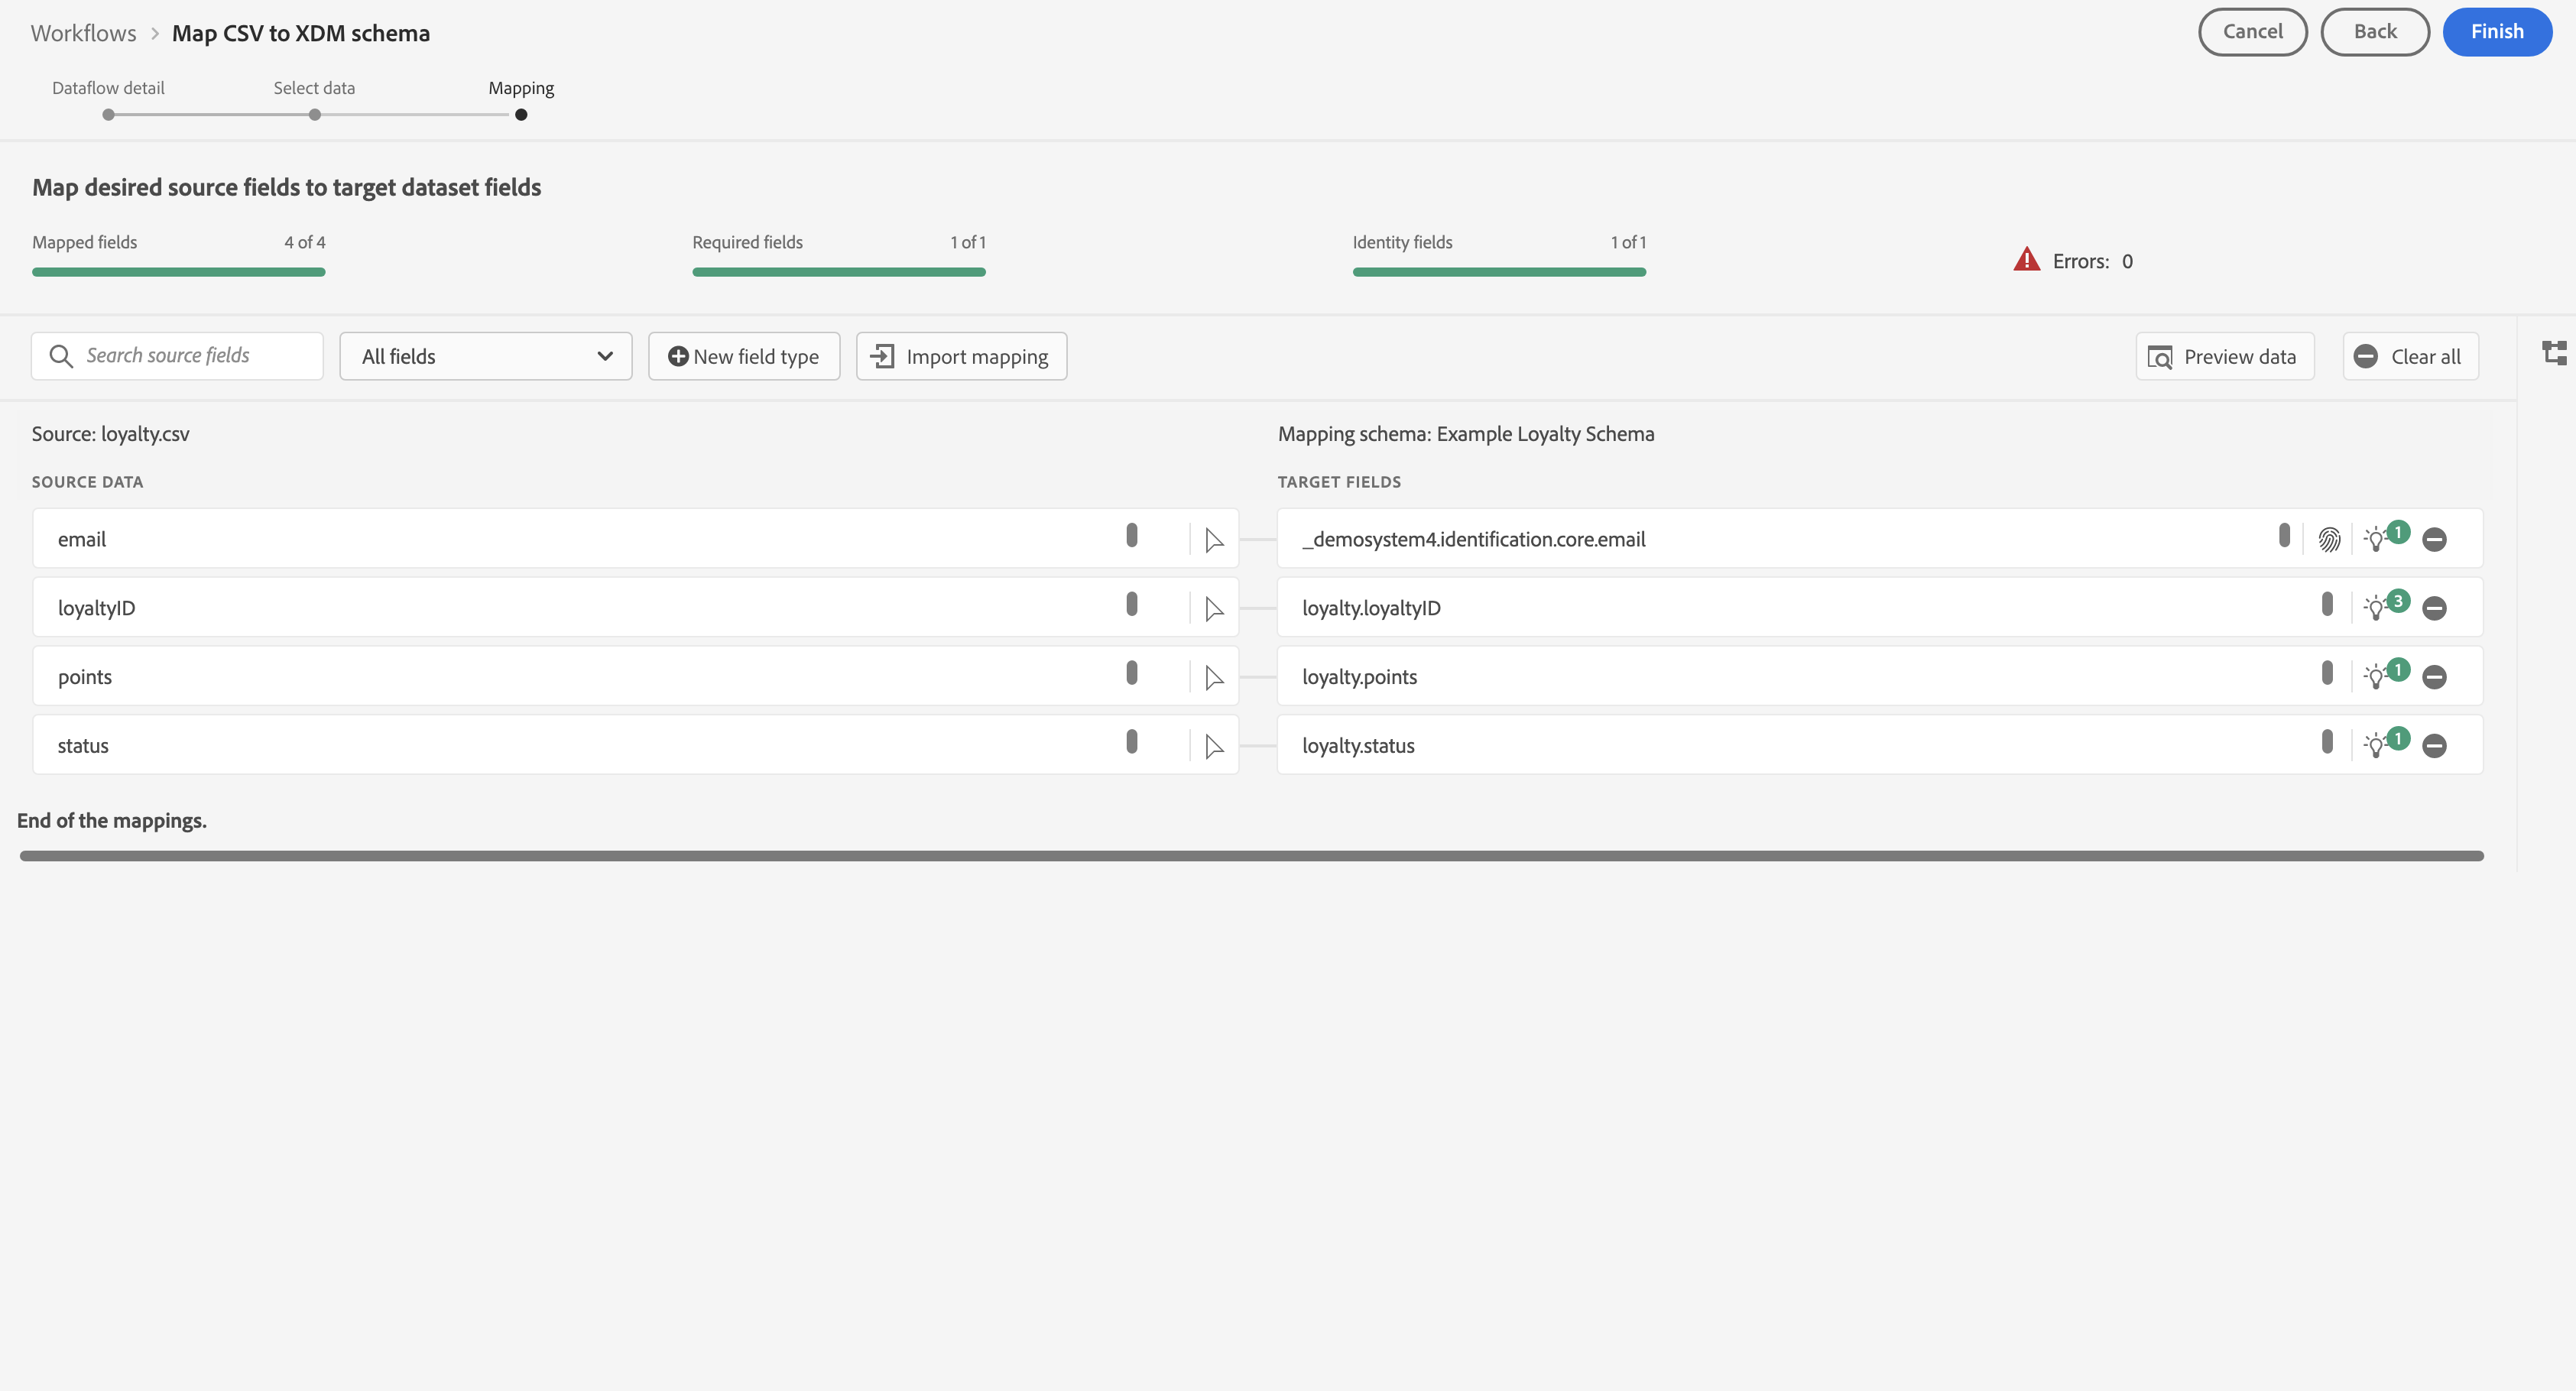 Workflows > Map CSV to XDM schema
Cancel
Back
Finish
Dataflow detail
Select data
Mapping
Map desired source fields to target dataset fields
Mapped fields 4 of 4
Required fields 1 of 1
Identity fields 1 of 1
Errors: 0
Search source fields
All fields
New field type
Import mapping
Preview data
Clear all
Source: loyalty.csv
Mapping schema: Example Loyalty Schema
SOURCE DATA
TARGET FIELDS
email
_demosystem4.identification.core.email
1
loyaltyID
loyalty.loyaltyID
3
points
loyalty.points
1
status
loyalty.status
1
End of the mappings.